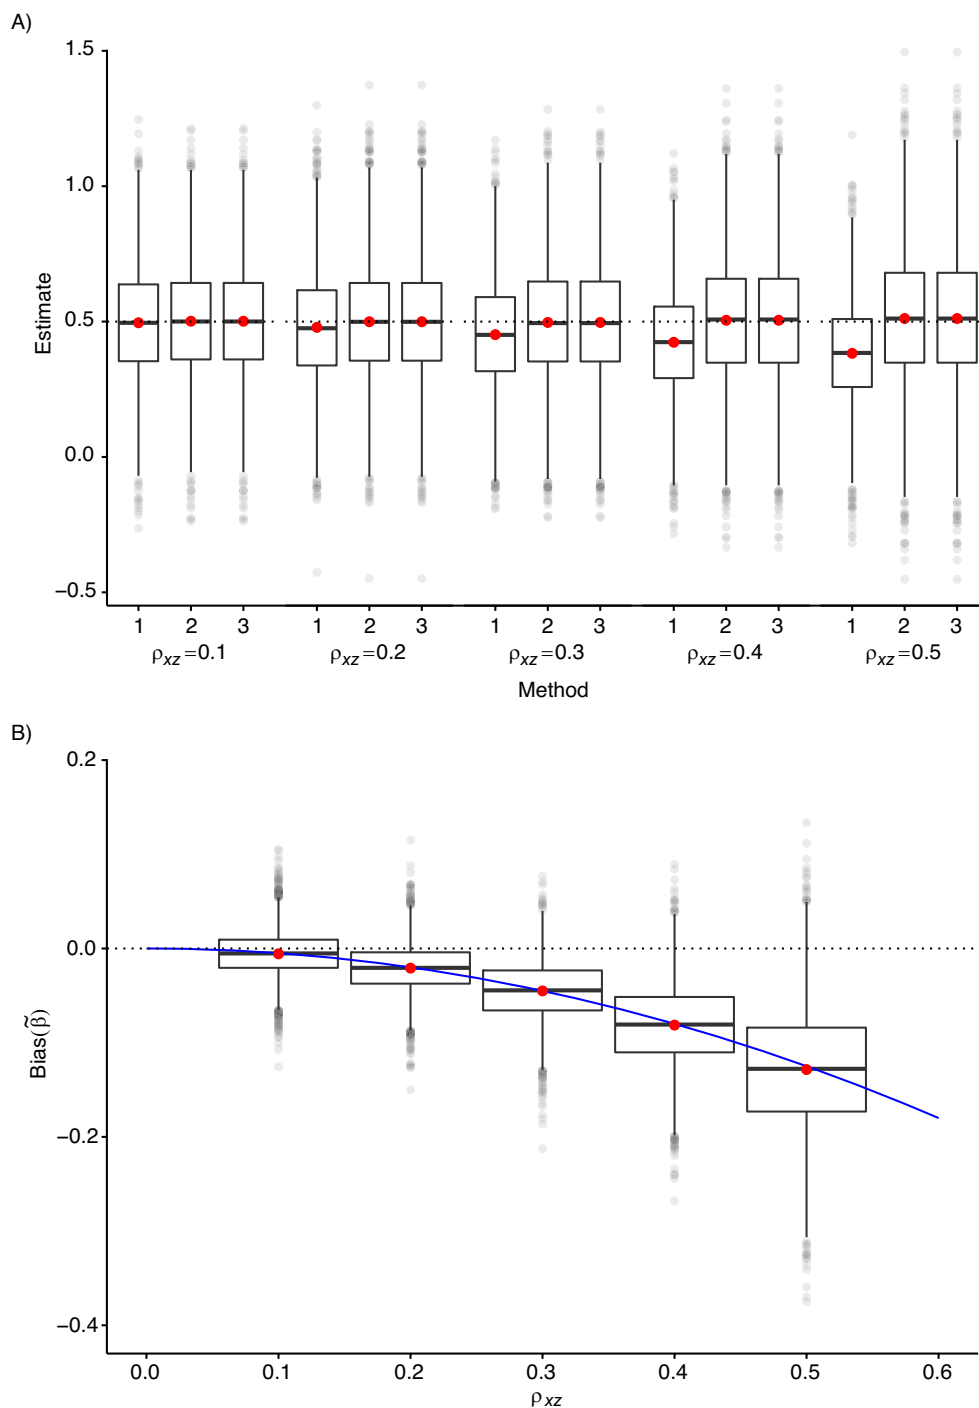 A)
1.5
1.0
0.5
0.0
−0.5
Estimate
1 2 3 1 2 3 1 2 3 1 2 3 1 2 3
ρxz=0.1 ρxz=0.2 ρxz=0.3 ρxz=0.4 ρxz=0.5
Method
B)
0.2
0.0
−0.2
−0.4
Bias(β̃)
0.0 0.1 0.2 0.3 0.4 0.5 0.6
ρxz